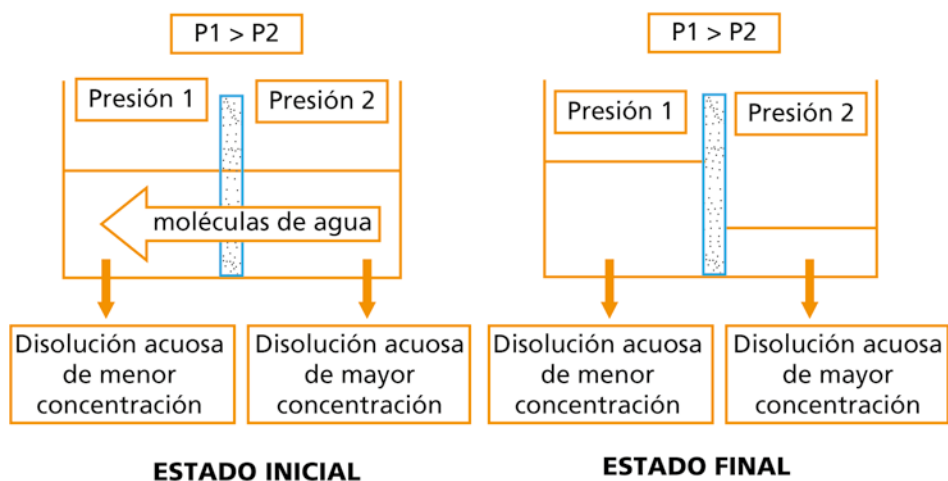 P1 > P2
Presión 1
Presión 2
moléculas de agua
Disolución acuosa
de menor
concentración
Disolución acuosa
de mayor
concentración
ESTADO INICIAL
P1 > P2
Presión 1
Presión 2
Disolución acuosa
de menor
concentración
Disolución acuosa
de mayor
concentración
ESTADO FINAL